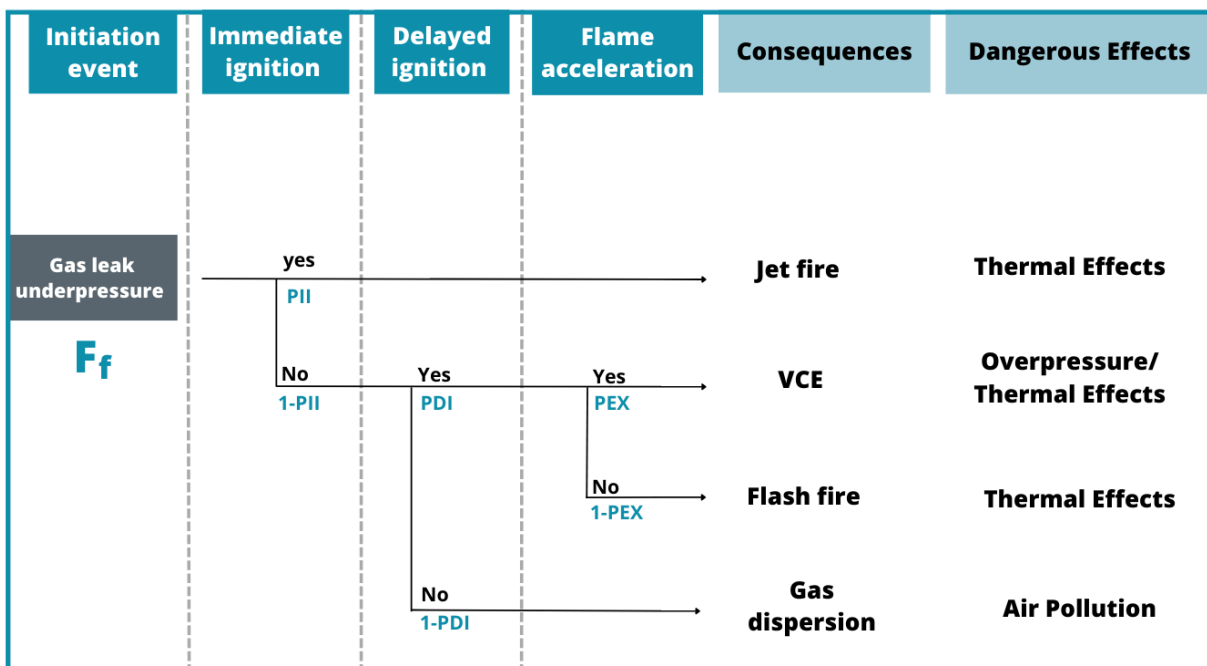 Initiation
event
Immediate
ignition
Delayed
ignition
Flame
acceleration
Consequences
Dangerous Effects
Gas leak
underpressure
Ff
yes
PII
Jet fire
Thermal Effects
No
1-PII
Yes
PDI
Yes
PEX
VCE
Overpressure/
Thermal Effects
No
1-PEX
Flash fire
Thermal Effects
No
1-PDI
Gas
dispersion
Air Pollution